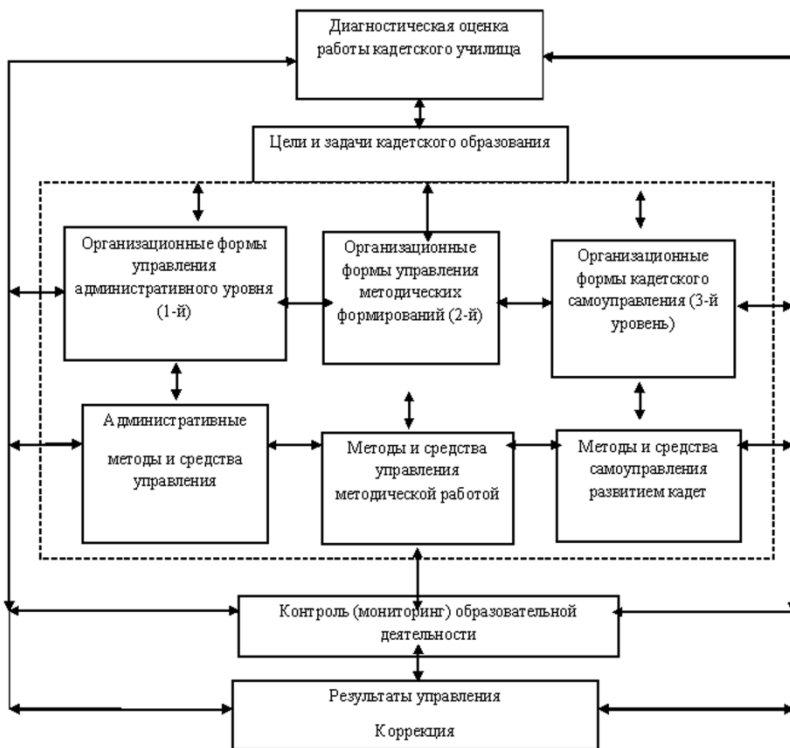 Диагностическая оценка
работы кадетского училища
Цели и задачи кадетского образования
Организационные формы
управления
административного уровня
(1-й)
Организационные
формы управления
методических
формирований (2-й)
Организационные
формы кадетского
самоуправления (3-й
уровень)
Административные
методы и средства
управления
Методы и средства
управления
методической работой
Методы и средства
самоуправления
развитием кадет
Контроль (мониторинг) образовательной
деятельности
Результаты управления
Коррекция